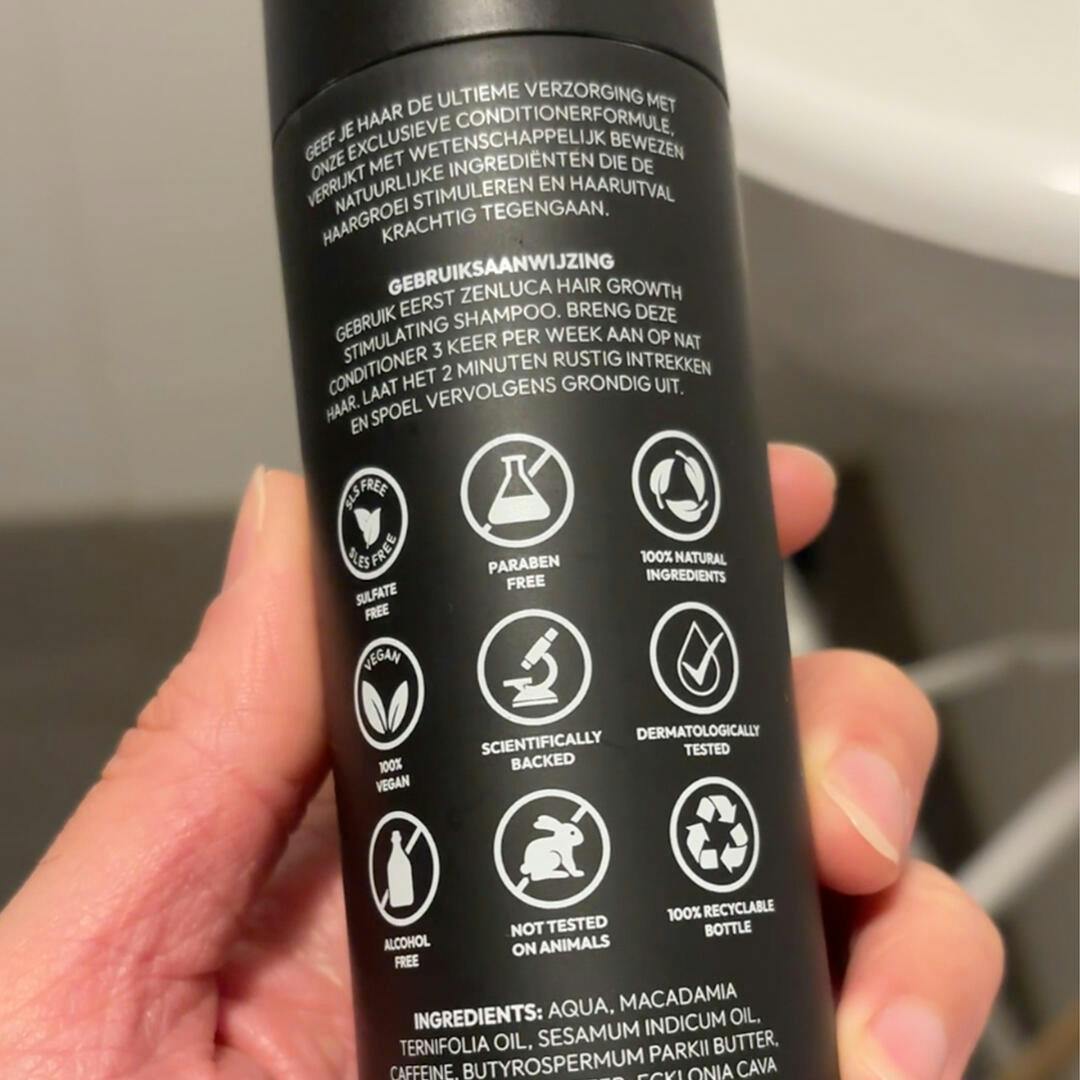 GEEF JE HAAR DE ULTIEME VERZORGING MET
ONZE EXCLUSIEVE CONDITIONERFORMULE,
VERRIJKT MET WETENSCHAPPELIJK BEWEZEN
NATUURLIJKE INGREDIËNTEN DIE DE
HAARGROEI STIMULEREN EN HAARUITVAL
KRACHTIG TEGENGAAN.
GEBRUIKSAANWIJZING
GEBRUIK EERST ZENLUCA HAIR GROWTH
STIMULATING SHAMPOO. BRENG DEZE
CONDITIONER 3 KEER PER WEEK AAN OP NAT
HAAR. LAAT HET 2 MINUTEN RUSTIG INTREKKEN
EN SPOEL VERVOLGENS GRONDIG UIT.
SLS FREE
SLES FREE
SULFATE
FREE
PARABEN
FREE
100% NATURAL
INGREDIENTS
VEGAN
100%
VEGAN
SCIENTIFICALLY
BACKED
DERMATOLOGICALLY
TESTED
ALCOHOL
FREE
NOT TESTED
ON ANIMALS
100% RECYCLABLE
BOTTLE
INGREDIENTS: AQUA, MACADAMIA
TERNIFOLIA OIL, SESAMUM INDICUM OIL,
CAFFEINE, BUTYROSPERMUM PARKII BUTTER,
ECKLONIA CAVA